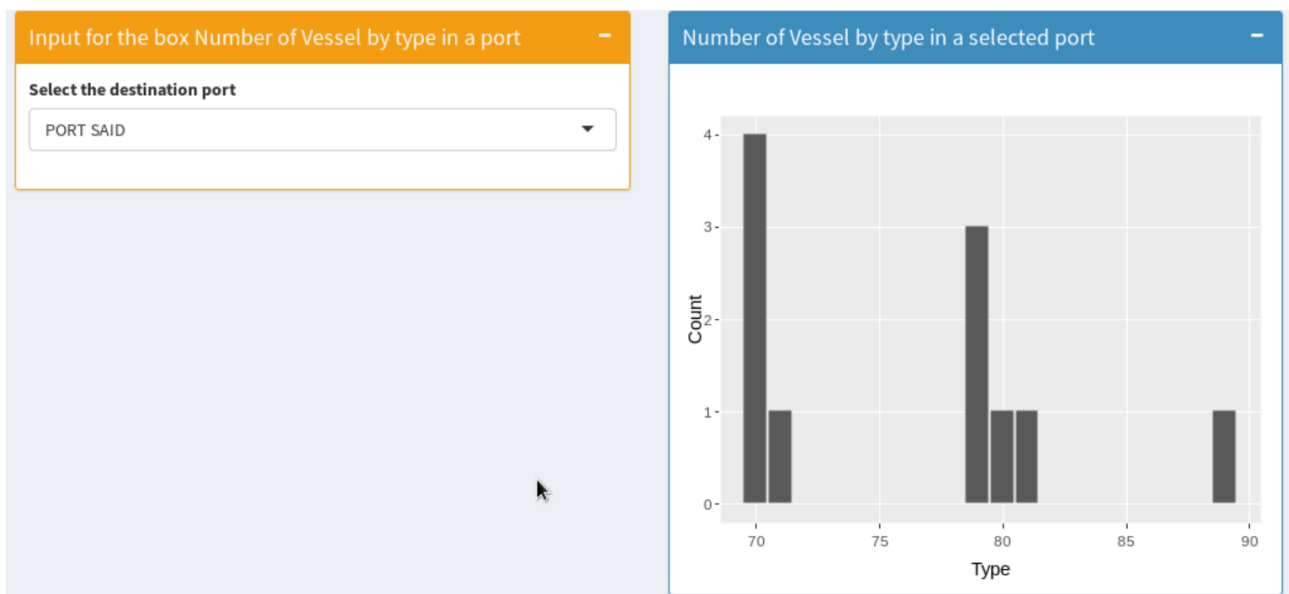 Input for the box Number of Vessel by type in a port
Select the destination port
PORT SAID
Number of Vessel by type in a selected port
4
3
2
1
0
Count
70 75 80 85 90
Type